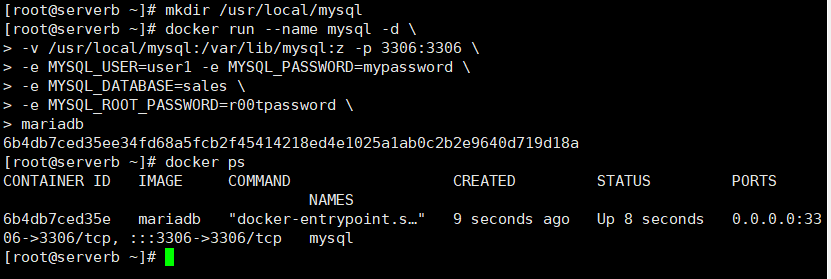 [root@serverb ~]# mkdir /usr/local/mysql
[root@serverb ~]# docker run --name mysql -d \
> -v /usr/local/mysql:/var/lib/mysql:z -p 3306:3306 \
> -e MYSQL_USER=user1 -e MYSQL_PASSWORD=mypassword \
> -e MYSQL_DATABASE=sales \
> -e MYSQL_ROOT_PASSWORD=r00tpassword \
> mariadb
6b4db7ced35ee34fd68a5fcb2f45414218ed4e1025a1ab0c2b2e9640d719d18a
[root@serverb ~]# docker ps
CONTAINER ID   IMAGE     COMMAND                  CREATED         STATUS         PORTS
                                  NAMES
6b4db7ced35e   mariadb   "docker-entrypoint.s…"   9 seconds ago   Up 8 seconds   0.0.0.0:33
06->3306/tcp, :::3306->3306/tcp   mysql
[root@serverb ~]#